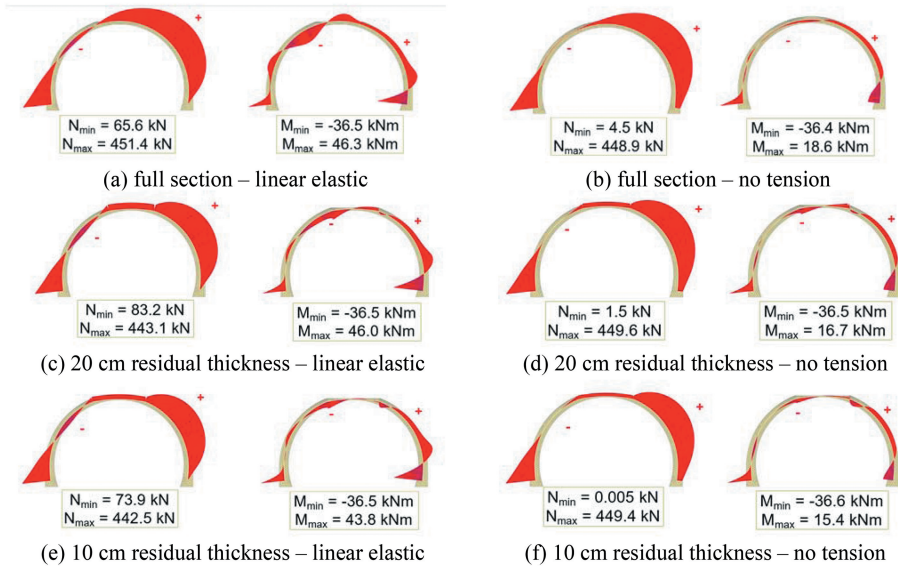 +
-
N_min = 65.6 kN
N_max = 451.4 kN
+
-
M_min = -36.5 kNm
M_max = 46.3 kNm
(a) full section – linear elastic
+
-
N_min = 4.5 kN
N_max = 448.9 kN
+
-
M_min = -36.4 kNm
M_max = 18.6 kNm
(b) full section – no tension
+
-
N_min = 83.2 kN
N_max = 443.1 kN
+
-
M_min = -36.5 kNm
M_max = 46.0 kNm
(c) 20 cm residual thickness – linear elastic
+
-
N_min = 1.5 kN
N_max = 449.6 kN
+
-
M_min = -36.5 kNm
M_max = 16.7 kNm
(d) 20 cm residual thickness – no tension
+
-
N_min = 73.9 kN
N_max = 442.5 kN
+
-
M_min = -36.5 kNm
M_max = 43.8 kNm
(e) 10 cm residual thickness – linear elastic
+
-
N_min = 0.005 kN
N_max = 449.4 kN
+
-
M_min = -36.6 kNm
M_max = 15.4 kNm
(f) 10 cm residual thickness – no tension